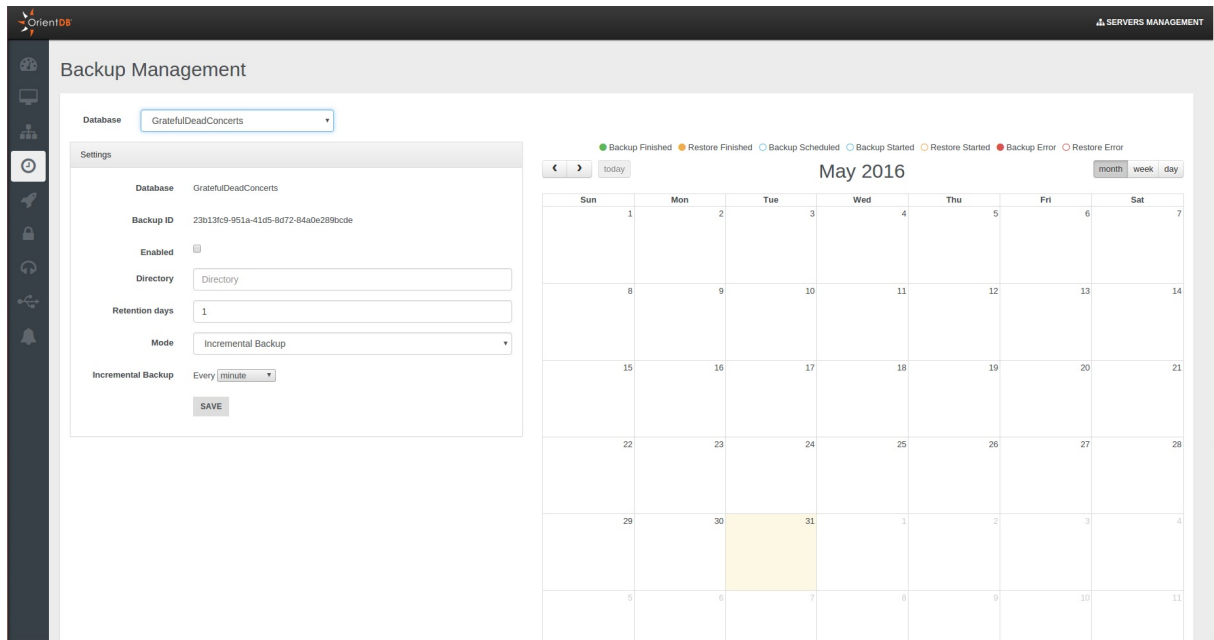 OrientDB
SERVERS MANAGEMENT
Backup Management
Database GratefulDeadConcerts
Settings
Database GratefulDeadConcerts
Backup ID 23b13fc9-951a-41d5-8d72-84a0e289bcde
Enabled
Directory Directory
Retention days 1
Mode Incremental Backup
Incremental Backup Every minute
SAVE
Backup Finished Restore Finished Backup Scheduled Backup Started Restore Started Backup Error Restore Error
today May 2016 month week day
Sun Mon Tue Wed Thu Fri Sat
1 2 3 4 5 6 7
8 9 10 11 12 13 14
15 16 17 18 19 20 21
22 23 24 25 26 27 28
29 30 31 1 2 3 4
5 6 7 8 9 10 11